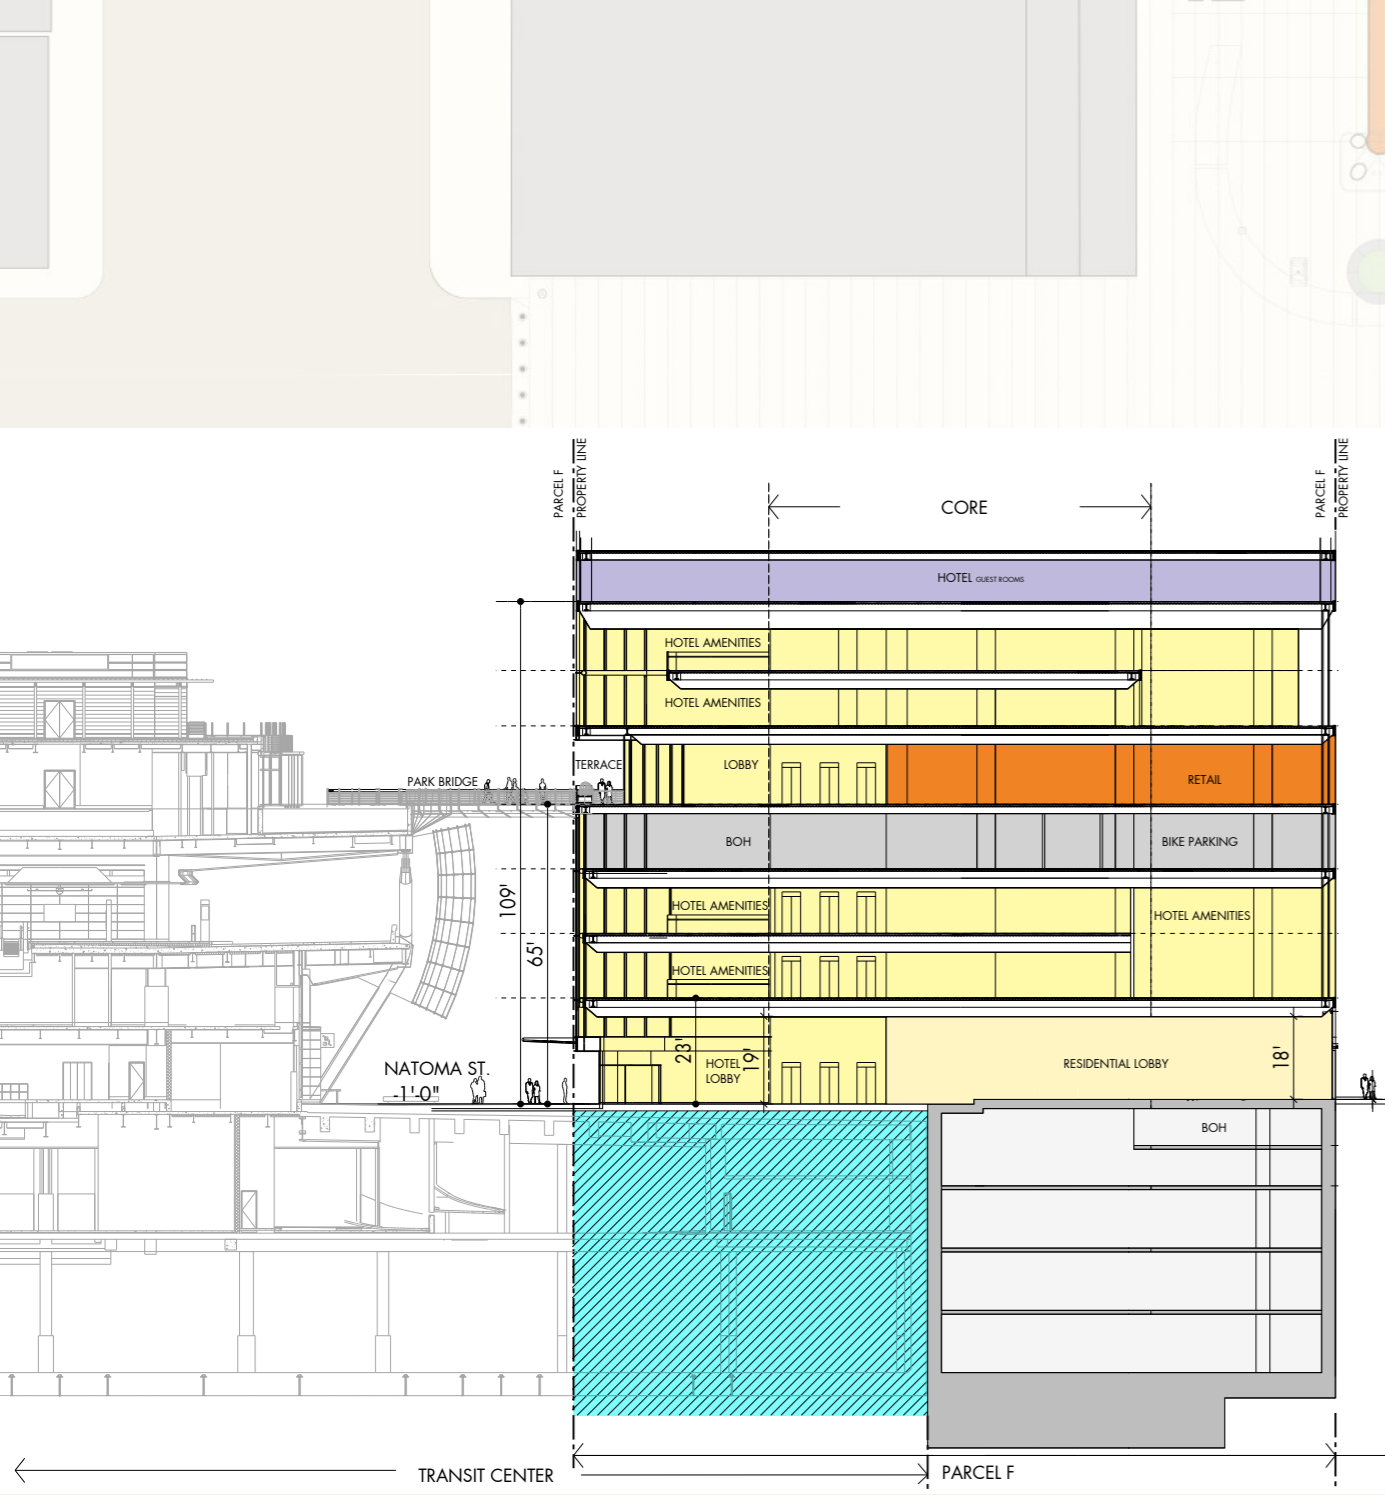 PARCEL F
PROPERTY LINE
PARCEL F
PROPERTY LINE
CORE
HOTEL GUEST ROOMS
HOTEL AMENITIES
HOTEL AMENITIES
TERRACE
LOBBY
RETAIL
PARK BRIDGE
BOH
BIKE PARKING
109'
65'
HOTEL AMENITIES
HOTEL AMENITIES
HOTEL AMENITIES
23'
19'
18'
HOTEL
LOBBY
RESIDENTIAL LOBBY
NATOMA ST.
-1'-0"
BOH
TRANSIT CENTER
PARCEL F